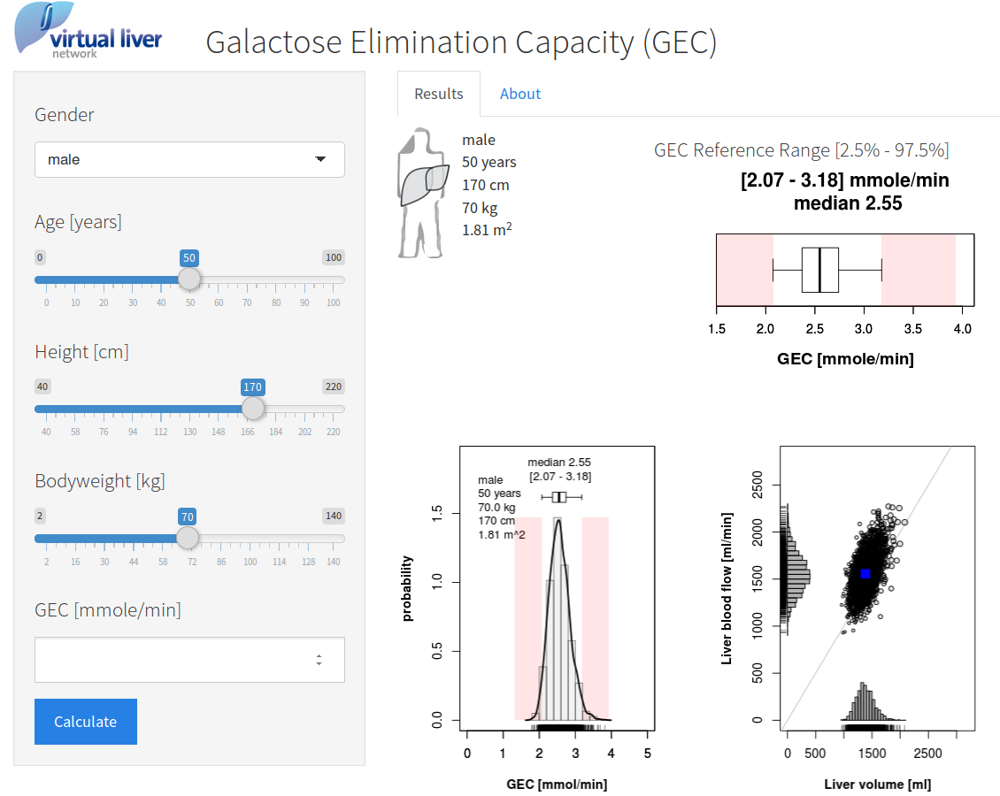 virtual liver
network
Galactose Elimination Capacity (GEC)
Gender
male
Age [years]
0 50 100
0 10 20 30 40 50 60 70 80 90 100
Height [cm]
40 170 220
40 58 76 94 112 130 148 166 184 202 220
Bodyweight [kg]
2 70 140
2 16 30 44 58 72 86 100 114 128 140
GEC [mmole/min]
Calculate
Results About
male
50 years
170 cm
70 kg
1.81 m²
GEC Reference Range [2.5% - 97.5%]
[2.07 - 3.18] mmole/min
median 2.55
1.5 2.0 2.5 3.0 3.5 4.0
GEC [mmole/min]
median 2.55
[2.07 - 3.18]
male
50 years
70.0 kg
170 cm
1.81 m^2
probability
1.5
1.0
0.5
0.0
0 1 2 3 4 5
GEC [mmol/min]
Liver blood flow [ml/min]
2500
2000
1500
1000
500
0
0 500 1500 2500
Liver volume [ml]